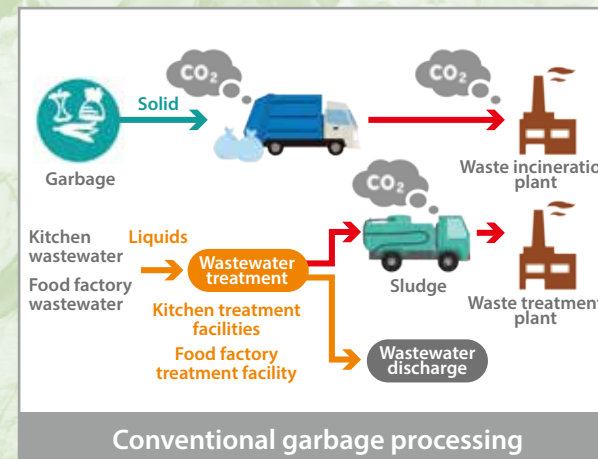 CO2
CO2
Solid
Garbage
Waste incineration
plant
CO2
Kitchen
wastewater
Liquids
Food factory
wastewater
Wastewater
treatment
Sludge
Waste treatment
plant
Kitchen treatment
facilities
Food factory
treatment facility
Wastewater
discharge
Conventional garbage processing